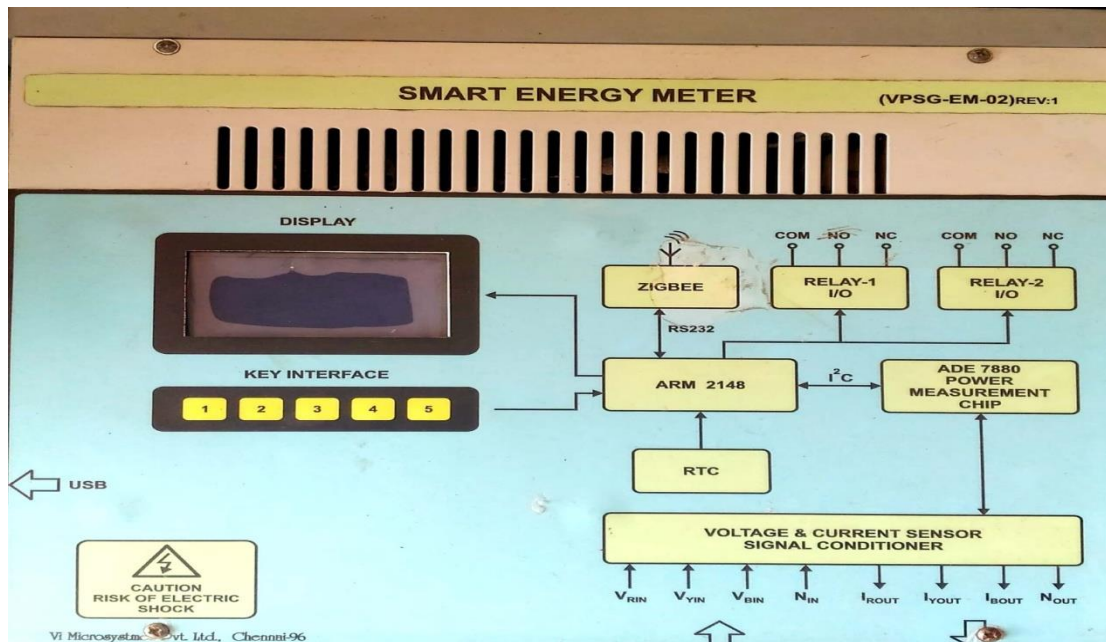 SMART ENERGY METER (VPSG-EM-02)REV:1
DISPLAY
COM NO NC COM NO NC
ZIGBEE
RELAY-1
I/O
RELAY-2
I/O
RS232
KEY INTERFACE
1 2 3 4 5
ARM 2148
I²C
ADE 7880
POWER
MEASUREMENT
CHIP
RTC
USB
VOLTAGE & CURRENT SENSOR
SIGNAL CONDITIONER
CAUTION
RISK OF ELECTRIC
SHOCK
VRIN VYIN VBIN NIN IROUT IYOUT IBOUT NOUT
Vi Ltd., Chennai-96